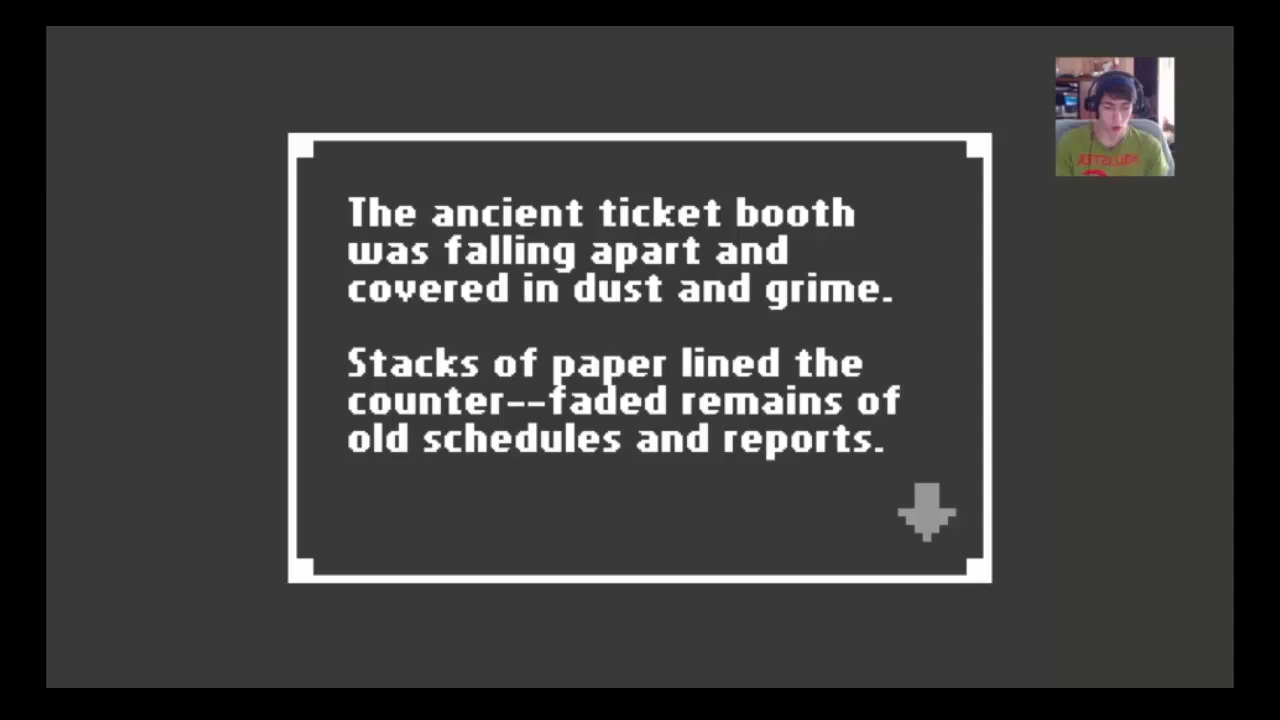 The ancient ticket booth
was falling apart and
covered in dust and grime.
Stacks of paper lined the
counter--faded remains of
old schedules and reports.